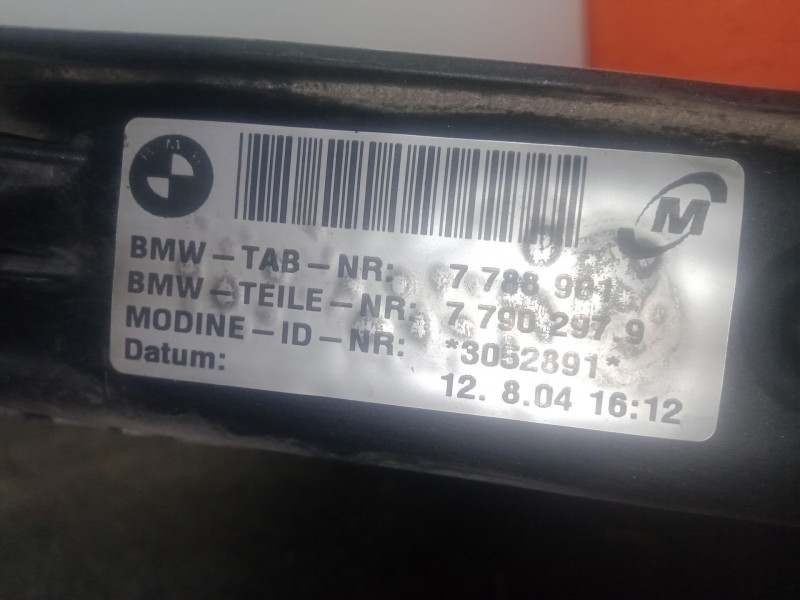 BMW
BMW-TAB-NR: 7 788 901
BMW-TEILE-NR: 7 790 297.9
MODINE-ID-NR: *3052891*
Datum: 12. 8.04 16:12
M